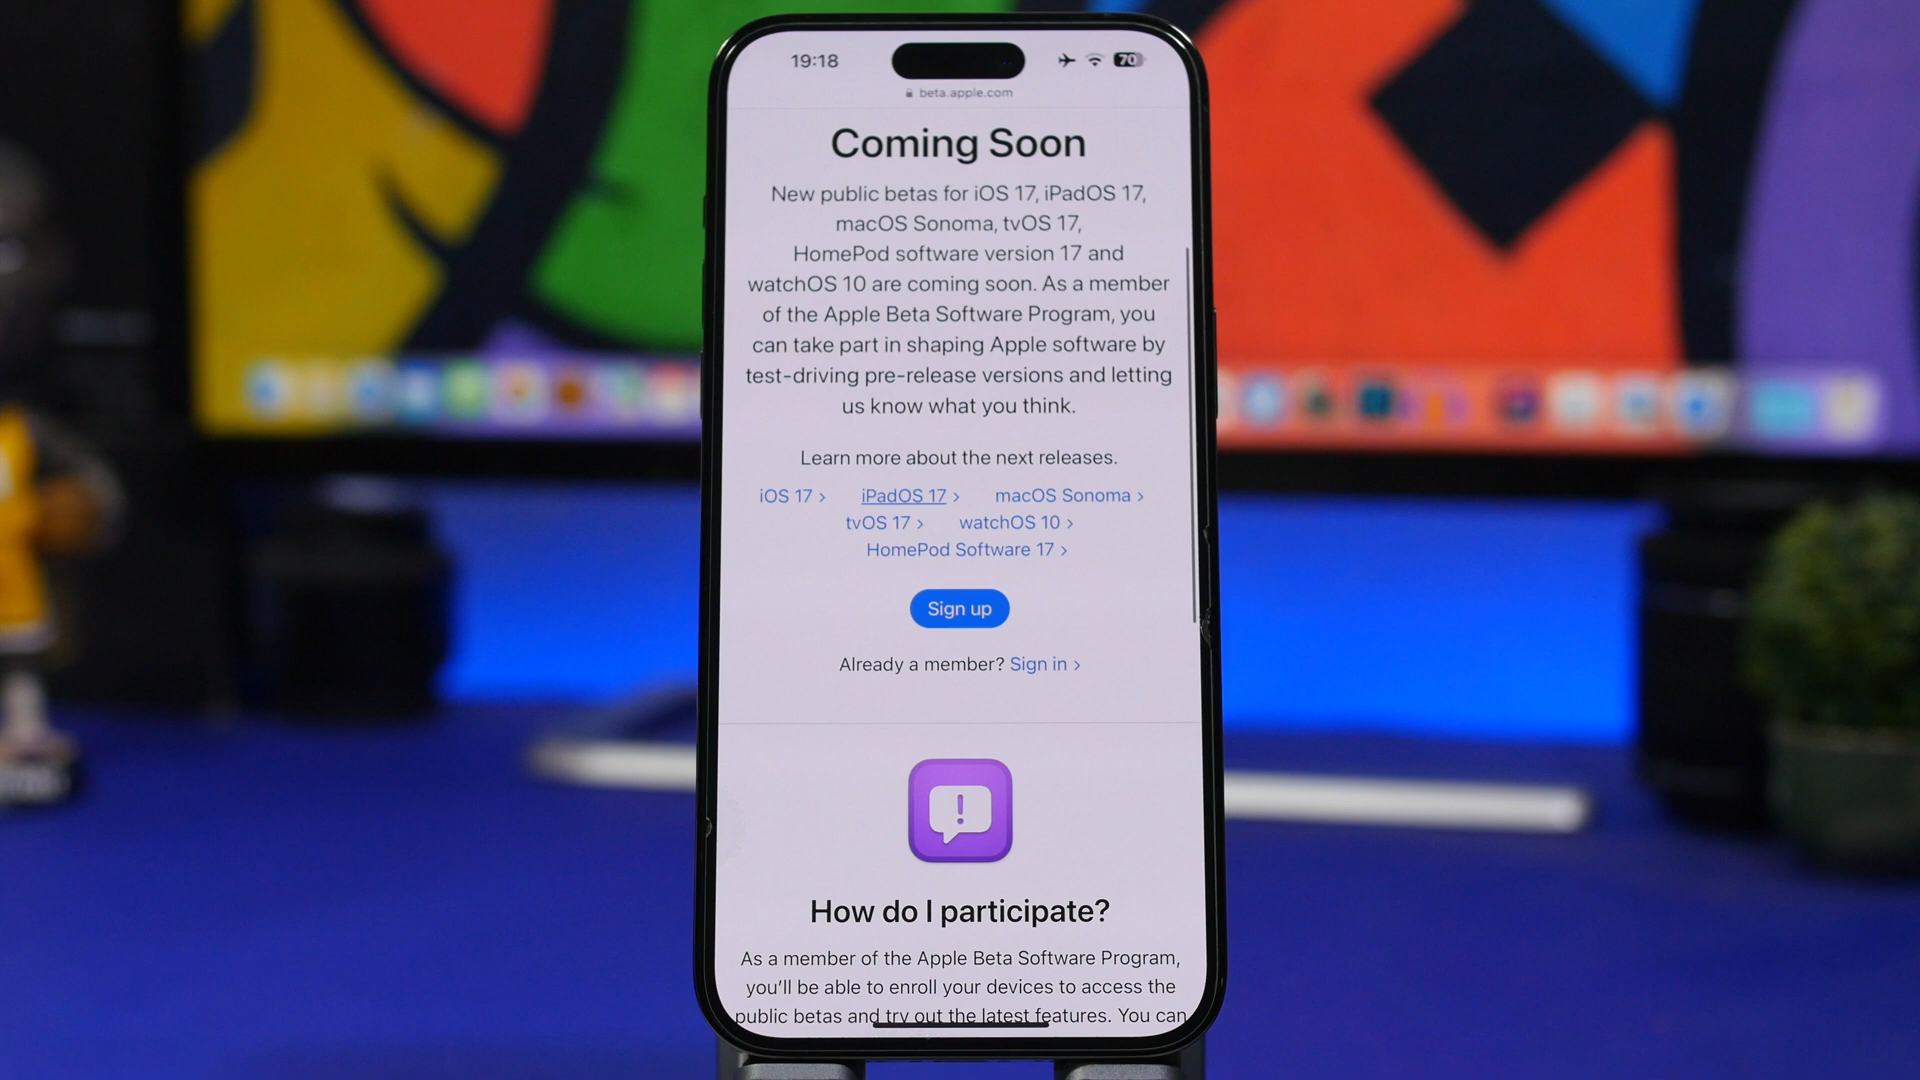 19:18
70
beta.apple.com
Coming Soon
New public betas for iOS 17, iPadOS 17,
macOS Sonoma, tvOS 17,
HomePod software version 17 and
watchOS 10 are coming soon. As a member
of the Apple Beta Software Program, you
can take part in shaping Apple software by
test-driving pre-release versions and letting
us know what you think.
Learn more about the next releases.
iOS 17 > iPadOS 17 > macOS Sonoma >
tvOS 17 > watchOS 10 >
HomePod Software 17 >
Sign up
Already a member? Sign in >
!
How do I participate?
As a member of the Apple Beta Software Program,
you'll be able to enroll your devices to access the
public betas and try out the latest features. You can